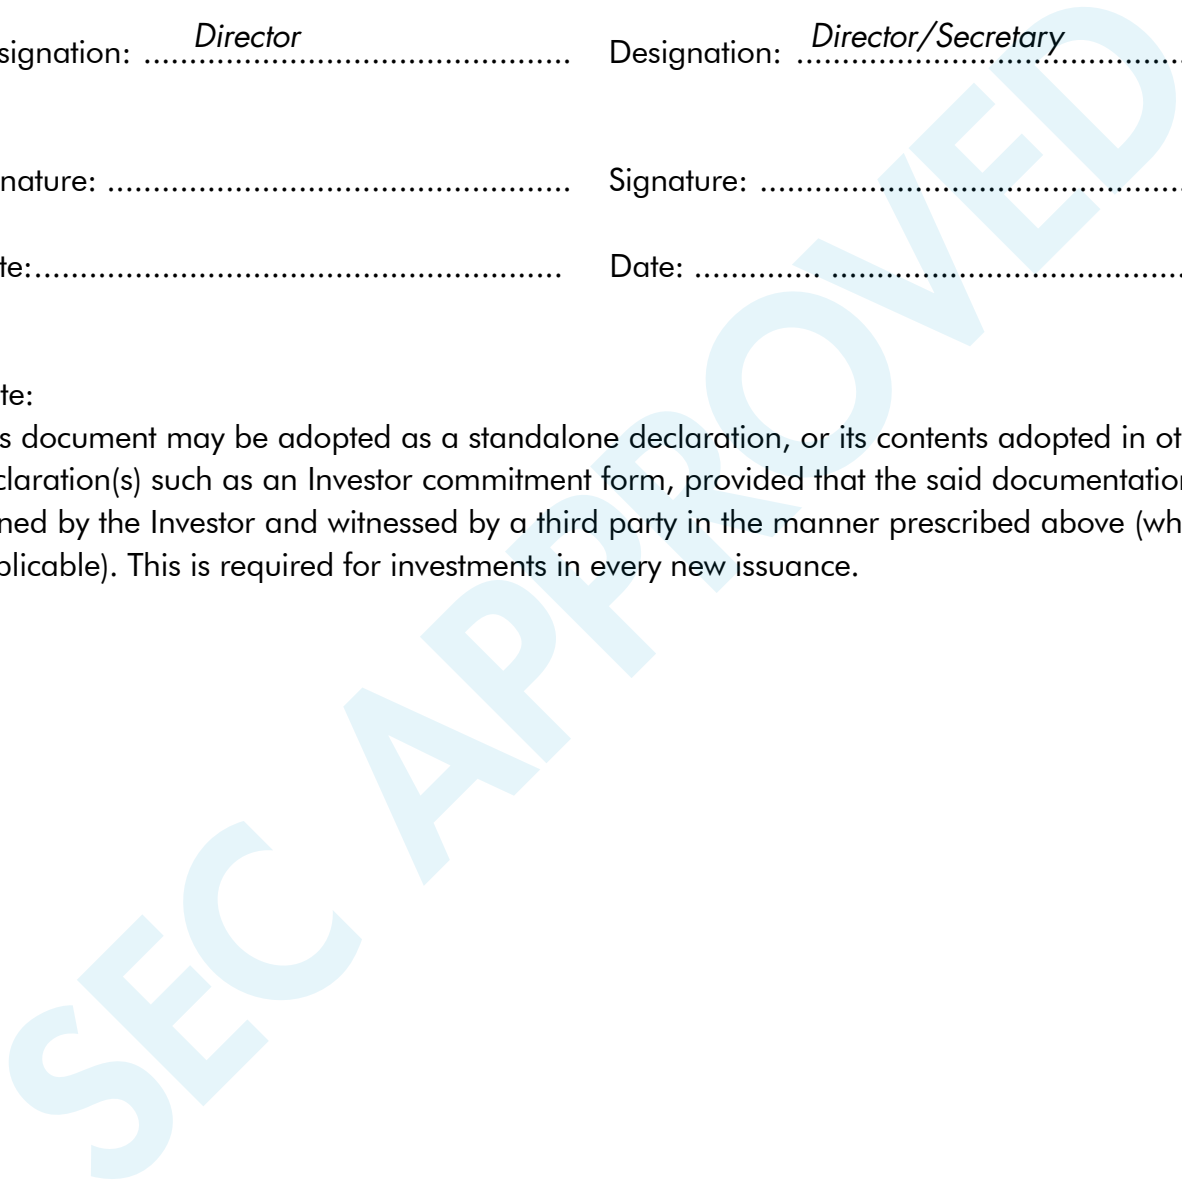 signation: ............................................... Designation: ...........................................
Director Director/Secretary
nature: .................................................. Signature: ..............................................
te:.......................................................... Date: .............. ......................................
te:
s document may be adopted as a standalone declaration, or its contents adopted in ot
claration(s) such as an Investor commitment form, provided that the said documentation
ned by the Investor and witnessed by a third party in the manner prescribed above (wh
plicable). This is required for investments in every new issuance.
SEC APPROVED